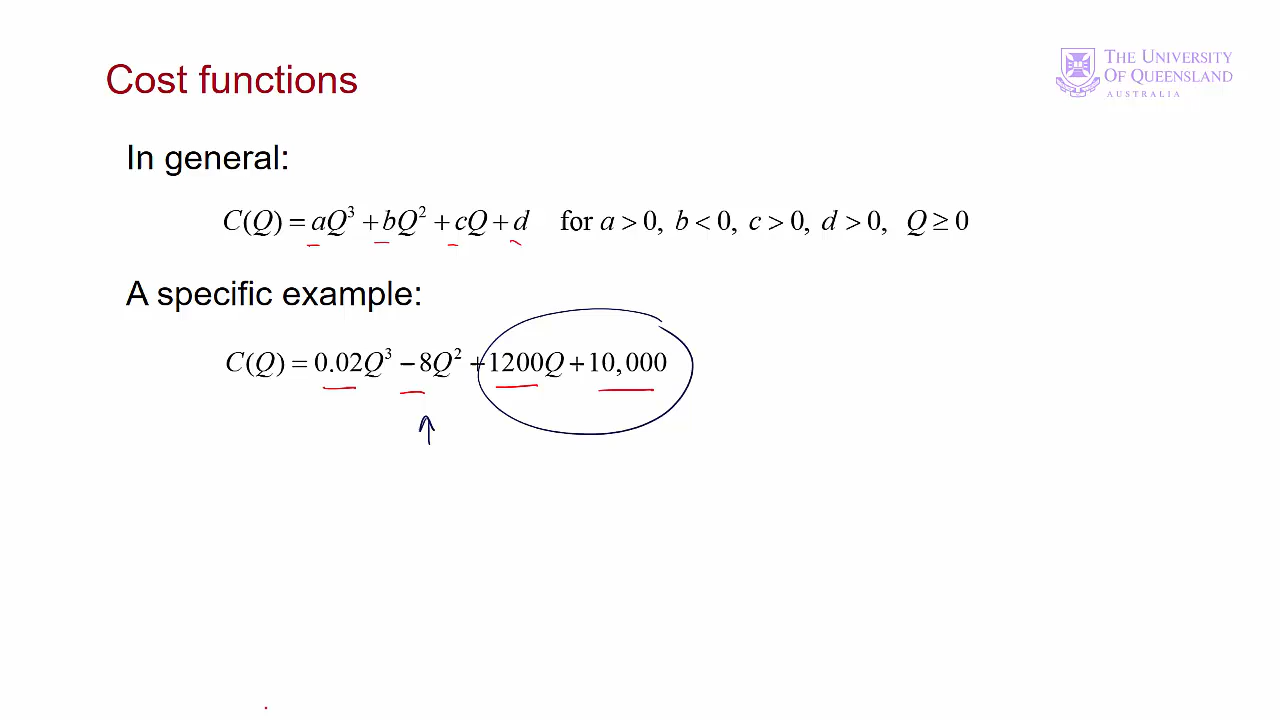 Cost functions
THE UNIVERSITY
OF QUEENSLAND
AUSTRALIA
In general:
C(Q) = aQ³ + bQ² + cQ + d for a > 0, b < 0, c > 0, d > 0, Q ≥ 0
A specific example:
C(Q) = 0.02Q³ − 8Q² + 1200Q + 10,000